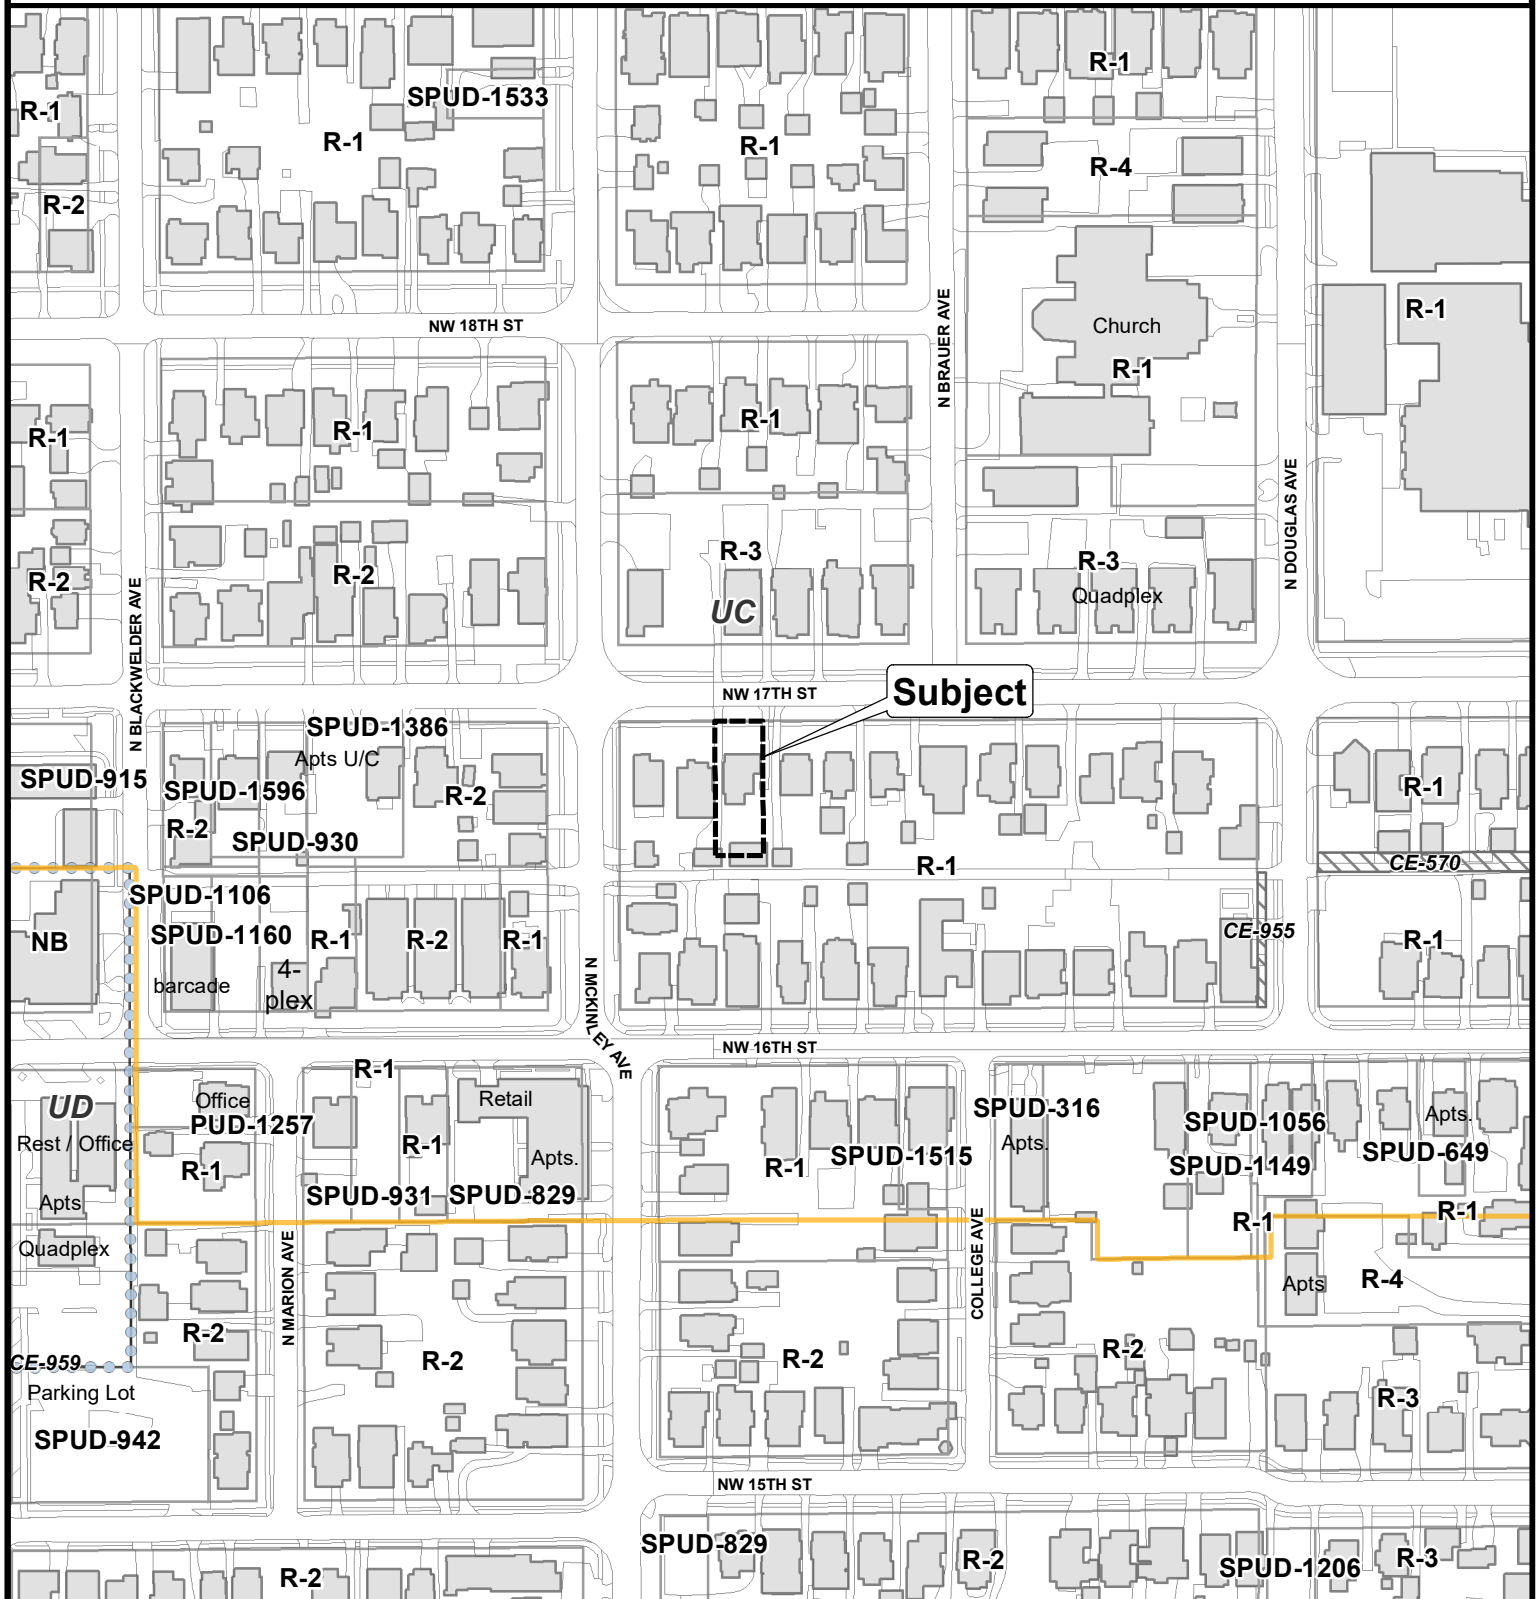 R-1
SPUD-1533
R-1
R-1
R-1
R-4
R-2
R-1
NW 18TH ST
N BRAUER AVE
Church
R-1
R-1
R-1
R-1
N DOUGLAS AVE
R-2
R-2
R-3
UC
R-3
Quadplex
N BLACKWELDER AVE
NW 17TH ST
Subject
SPUD-1386
Apts U/C
SPUD-915
SPUD-1596
R-2
R-2
SPUD-930
R-1
R-1
CE-570
SPUD-1106
NB
SPUD-1160
R-1
R-2
R-1
CE-955
R-1
barcade
4-
plex
N MCKINLEY AVE
NW 16TH ST
R-1
UD
Rest / Office
Office
PUD-1257
R-1
Retail
R-1
Apts.
R-1
SPUD-1515
SPUD-316
Apts.
SPUD-1056
SPUD-1149
Apts.
SPUD-649
Apts
SPUD-931
SPUD-829
R-1
R-1
Quadplex
N MARION AVE
COLLEGE AVE
Apts
R-4
R-2
R-2
R-2
R-2
CE-959
Parking Lot
SPUD-942
R-3
NW 15TH ST
SPUD-829
R-2
R-2
SPUD-1206
R-3